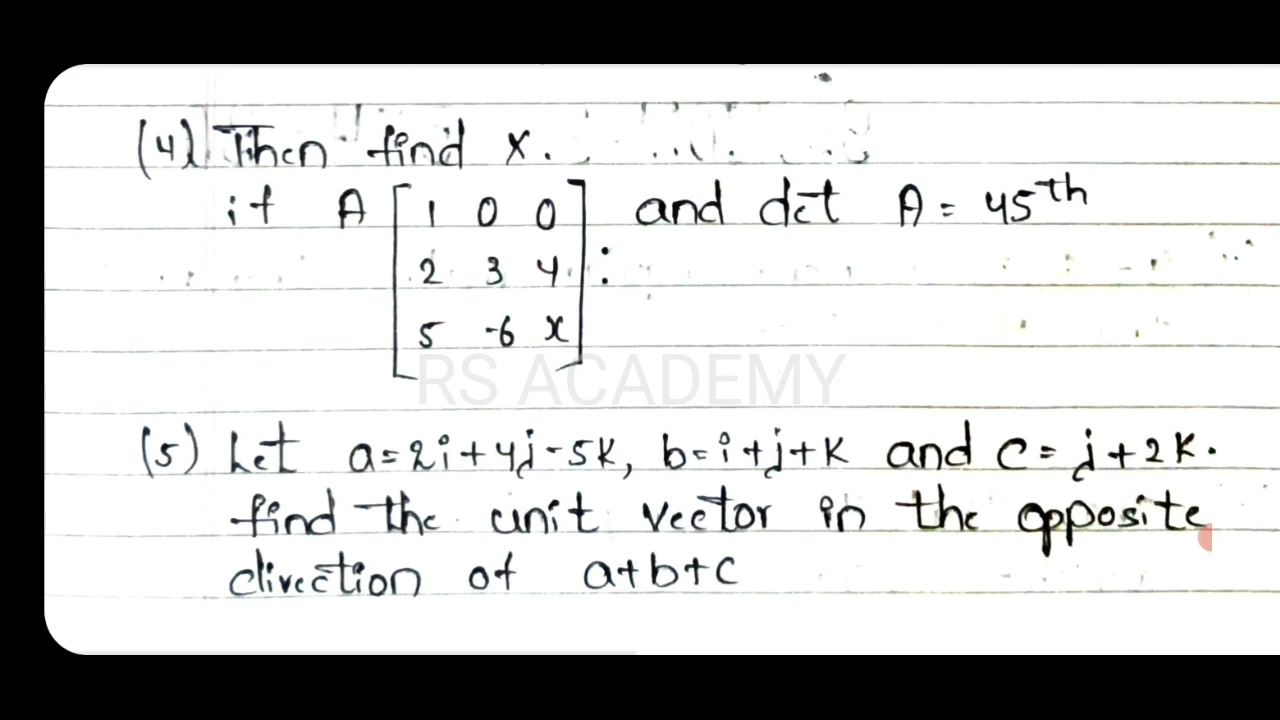 (4) Then find x.
if A [1 0 0] and det A = 45th
2 3 4 :
5 -6 x
RS ACADEMY
(5) Let a=2i+4j-5k, b=i+j+k and c=j+2k.
find the unit vector in the opposite
direction of a+b+c